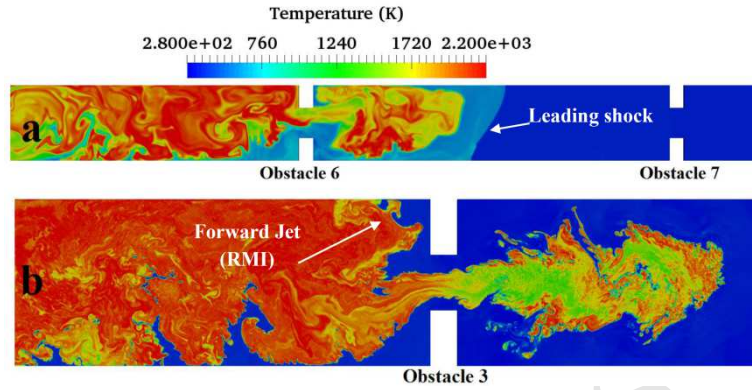 Temperature (K)
2.800e+02 760 1240 1720 2.200e+03
a
Leading shock
Obstacle 6 Obstacle 7
Forward Jet
(RMI)
b
Obstacle 3